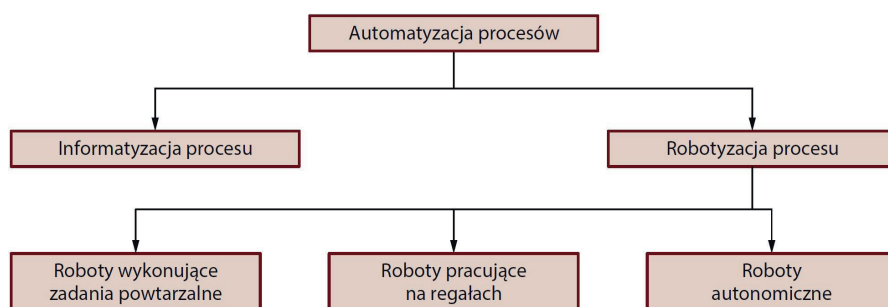 Automatyzacja procesów
Informatyzacja procesu
Robotyzacja procesu
Roboty wykonujące
zadania powtarzalne
Roboty pracujące
na regałach
Roboty
autonomiczne